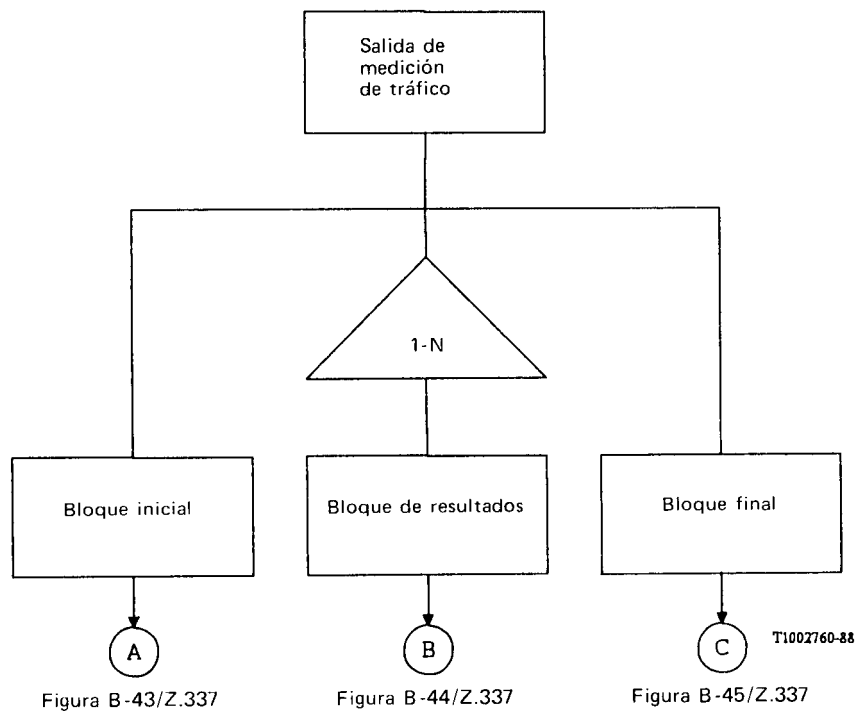 Salida de
medición
de tráfico
1-N
Bloque inicial
Bloque de resultados
Bloque final
A
B
C
T1002760-88
Figura B-43/Z.337
Figura B-44/Z.337
Figura B-45/Z.337